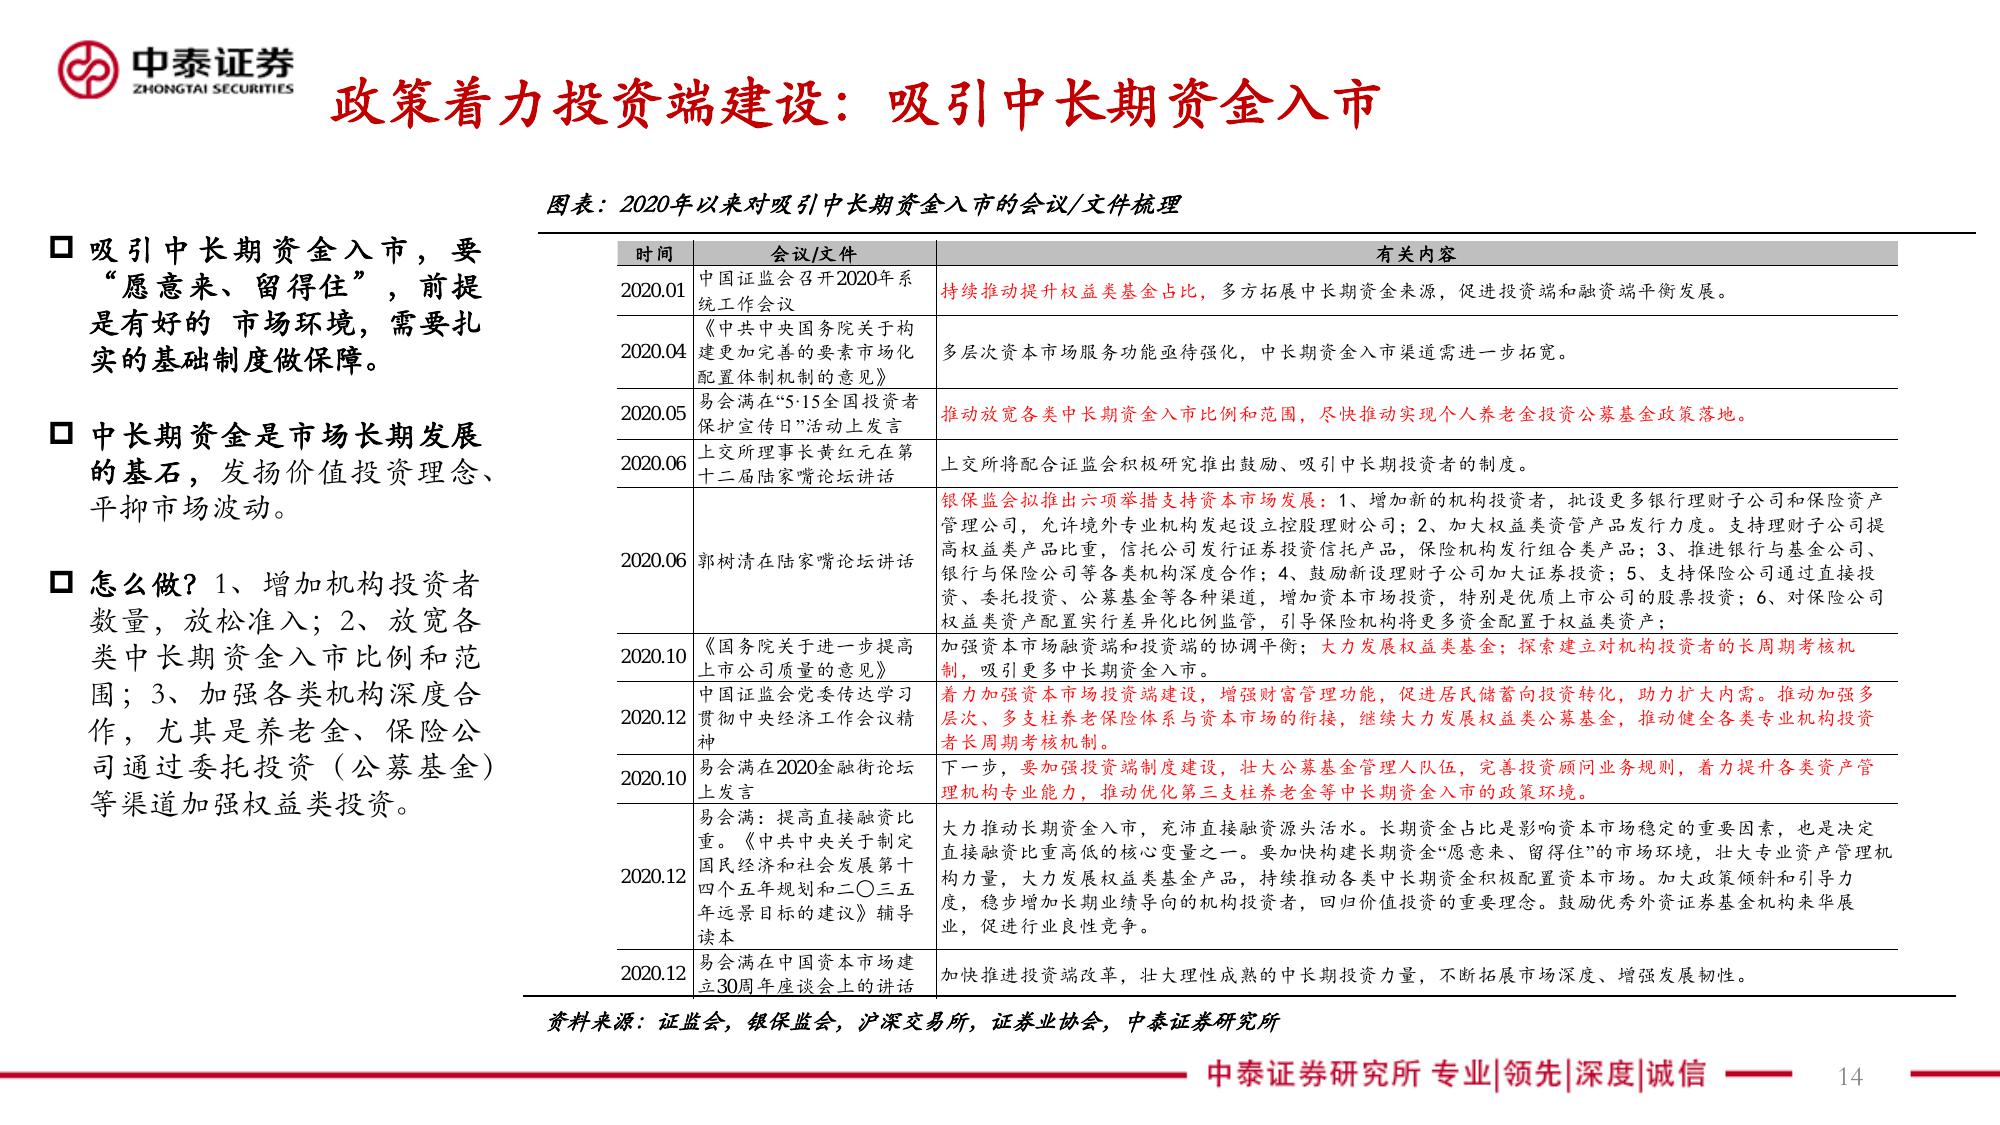 中泰证券
ZHONGTAI SECURITIES
政策着力投资端建设：吸引中长期资金入市
吸引中长期资金入市，要
“愿意来、留得住”，前提
是有好的 市场环境，需要扎
实的基础制度做保障。
中长期资金是市场长期发展
的基石，发扬价值投资理念、
平抑市场波动。
怎么做？1、增加机构投资者
数量，放松准入；2、放宽各
类中长期资金入市比例和范
围；3、加强各类机构深度合
作，尤其是养老金、保险公
司通过委托投资（公募基金）
等渠道加强权益类投资。
图表：2020年以来对吸引中长期资金入市的会议/文件梳理
时间 会议/文件 有关内容
2020.01
中国证监会召开2020年系
统工作会议
持续推动提升权益类基金占比，多方拓展中长期资金来源，促进投资端和融资端平衡发展。
2020.04
《中共中央国务院关于构
建更加完善的要素市场化
配置体制机制的意见》
多层次资本市场服务功能亟待强化，中长期资金入市渠道需进一步拓宽。
2020.05
易会满在“5·15全国投资者
保护宣传日”活动上发言
推动放宽各类中长期资金入市比例和范围，尽快推动实现个人养老金投资公募基金政策落地。
2020.06
上交所理事长黄红元在第
十二届陆家嘴论坛讲话
上交所将配合证监会积极研究推出鼓励、吸引中长期投资者的制度。
2020.06
郭树清在陆家嘴论坛讲话
银保监会拟推出六项举措支持资本市场发展：1、增加新的机构投资者，批设更多银行理财子公司和保险资产
管理公司，允许境外专业机构发起设立控股理财公司；2、加大权益类资管产品发行力度。支持理财子公司提
高权益类产品比重，信托公司发行证券投资信托产品，保险机构发行组合类产品；3、推进银行与基金公司、
银行与保险公司等各类机构深度合作；4、鼓励新设理财子公司加大证券投资；5、支持保险公司通过直接投
资、委托投资、公募基金等各种渠道，增加资本市场投资，特别是优质上市公司的股票投资；6、对保险公司
权益类资产配置实行差异化比例监管，引导保险机构将更多资金配置于权益类资产；
2020.10
《国务院关于进一步提高
上市公司质量的意见》
加强资本市场融资端和投资端的协调平衡；大力发展权益类基金；探索建立对机构投资者的长周期考核机
制，吸引更多中长期资金入市。
2020.12
中国证监会党委传达学习
贯彻中央经济工作会议精
神
着力加强资本市场投资端建设，增强财富管理功能，促进居民储蓄向投资转化，助力扩大内需。推动加强多
层次、多支柱养老保险体系与资本市场的衔接，继续大力发展权益类公募基金，推动健全各类专业机构投资
者长周期考核机制。
2020.10
易会满在2020金融街论坛
上发言
下一步，要加强投资端制度建设，壮大公募基金管理人队伍，完善投资顾问业务规则，着力提升各类资产管
理机构专业能力，推动优化第三支柱养老金等中长期资金入市的政策环境。
2020.12
易会满：提高直接融资比
重。《中共中央关于制定
国民经济和社会发展第十
四个五年规划和二〇三五
年远景目标的建议》辅导
读本
大力推动长期资金入市，充沛直接融资源头活水。长期资金占比是影响资本市场稳定的重要因素，也是决定
直接融资比重高低的核心变量之一。要加快构建长期资金“愿意来、留得住”的市场环境，壮大专业资产管理机
构力量，大力发展权益类基金产品，持续推动各类中长期资金积极配置资本市场。加大政策倾斜和引导力
度，稳步增加长期业绩导向的机构投资者，回归价值投资的重要理念。鼓励优秀外资证券基金机构来华展
业，促进行业良性竞争。
2020.12
易会满在中国资本市场建
立30周年座谈会上的讲话
加快推进投资端改革，壮大理性成熟的中长期投资力量，不断拓展市场深度、增强发展韧性。
资料来源：证监会，银保监会，沪深交易所，证券业协会，中泰证券研究所
中泰证券研究所 专业|领先|深度|诚信
14